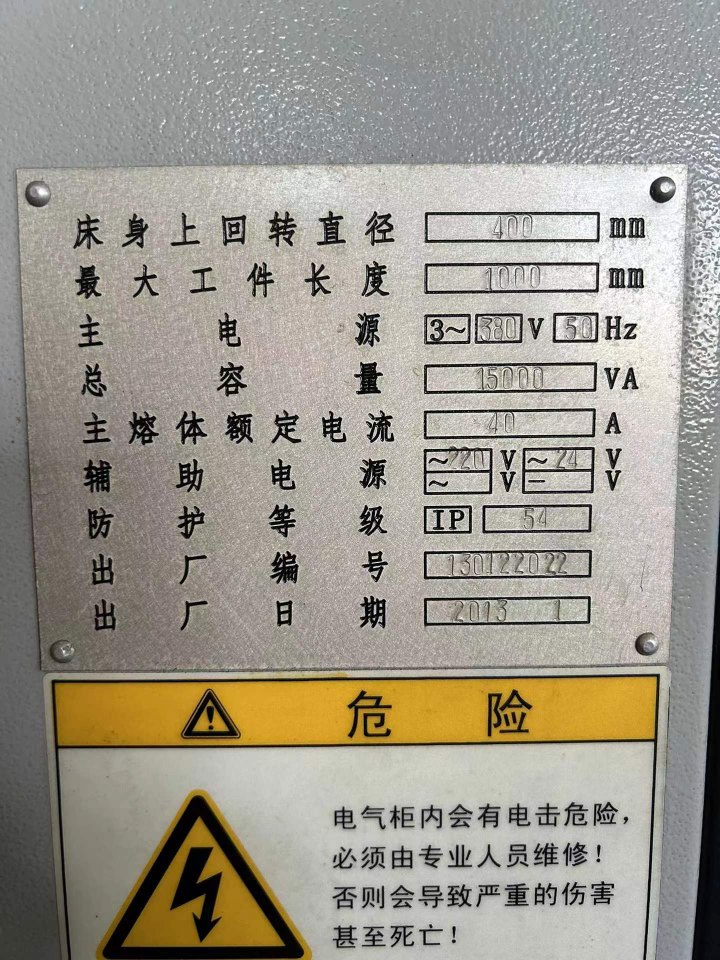 床身上回转直径 400 mm
最大工件长度 1000 mm
主电源 3~ 380 V 50 Hz
总容量 15000 VA
主熔体额定电流 40 A
辅助电源 ~220 V ~24 V
~ V — V
防护等级 IP 54
出厂编号 130122022
出厂日期 2013 1
危险
电气柜内会有电击危险，
必须由专业人员维修！
否则会导致严重的伤害
甚至死亡！